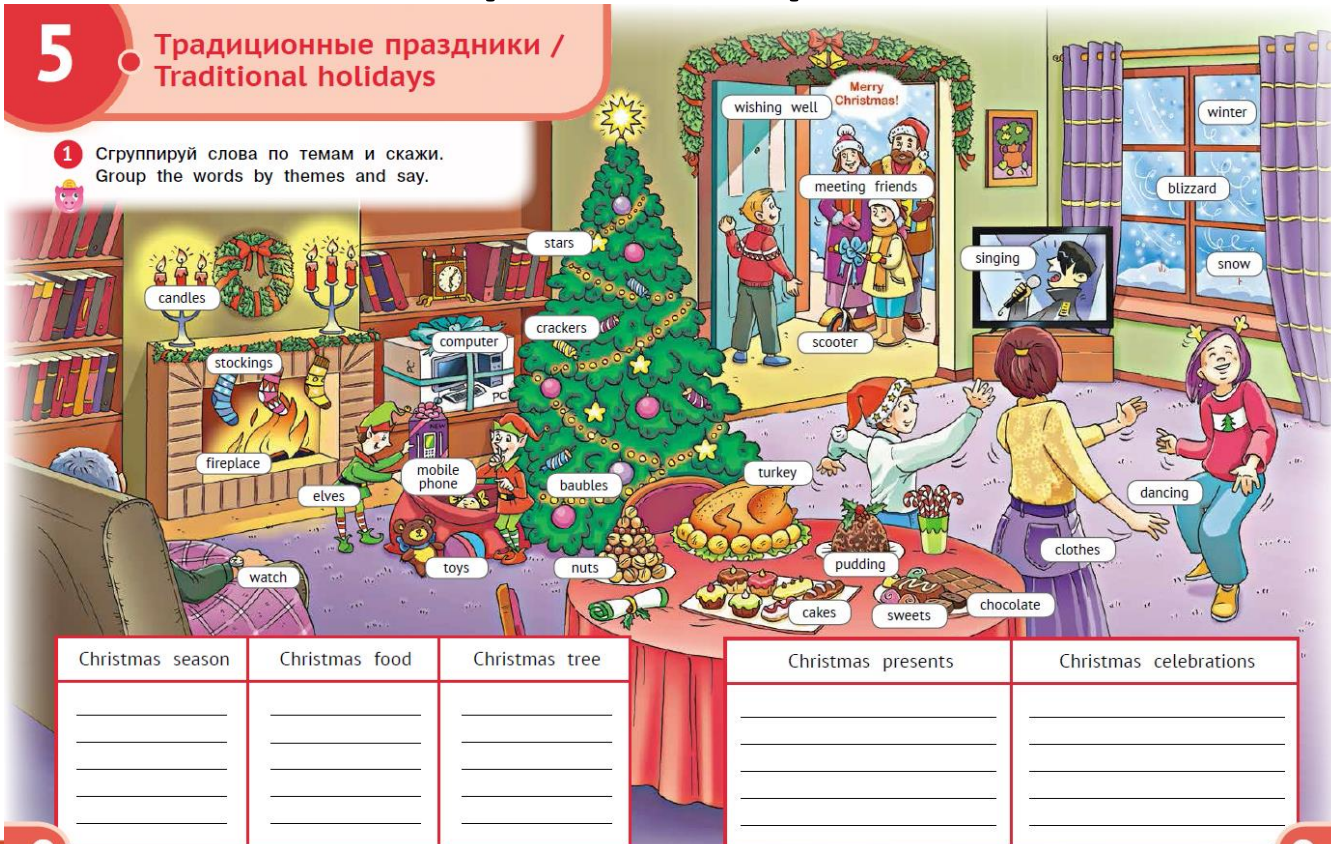 5
Традиционные праздники /
Traditional holidays
1
Сгруппируй слова по темам и скажи.
Group the words by themes and say.
wishing well
Merry
Christmas!
winter
meeting friends
blizzard
stars
singing
snow
candles
crackers
computer
scooter
stockings
PC
PC
NEW
fireplace
mobile
phone
turkey
elves
baubles
dancing
clothes
watch
toys
nuts
pudding
cakes
sweets
chocolate
Christmas season
Christmas food
Christmas tree
Christmas presents
Christmas celebrations